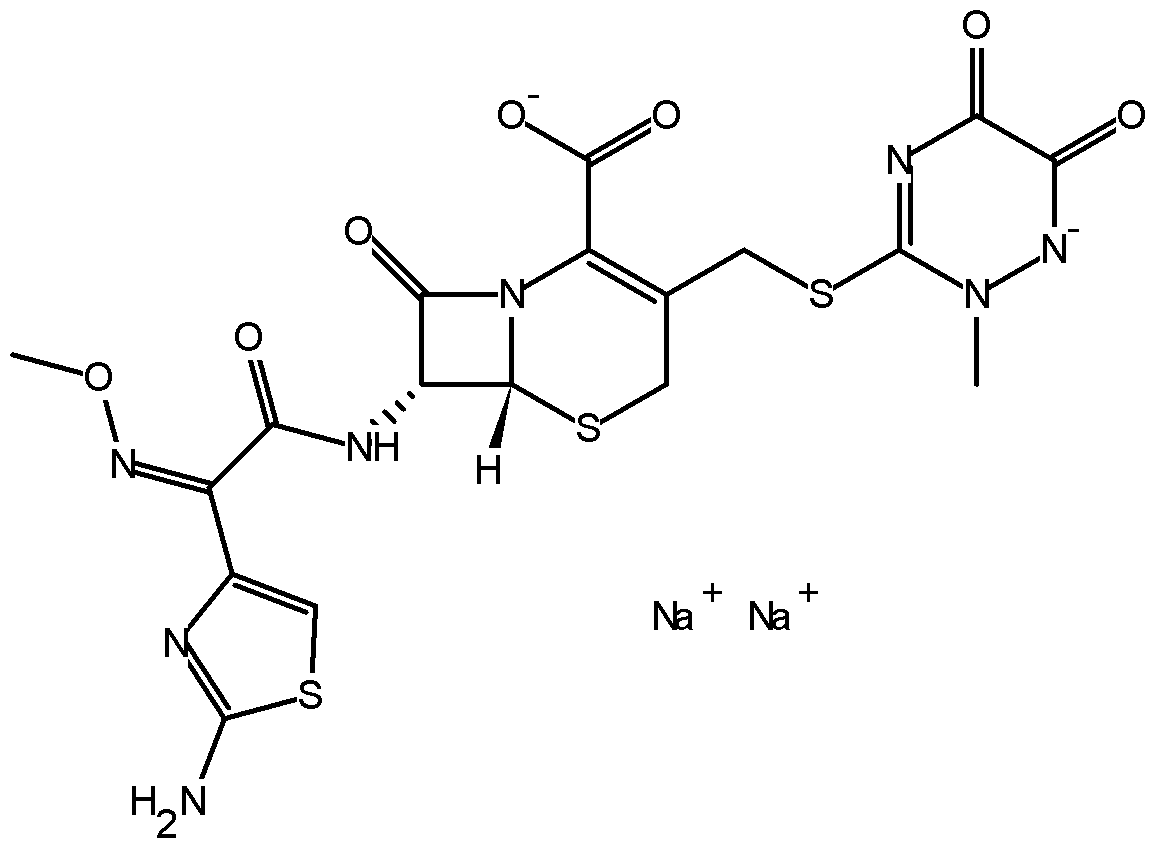 O
O⁻ O N O
O N S N N⁻
O
O NH S
N H
Na⁺ Na⁺
N
S
H₂N